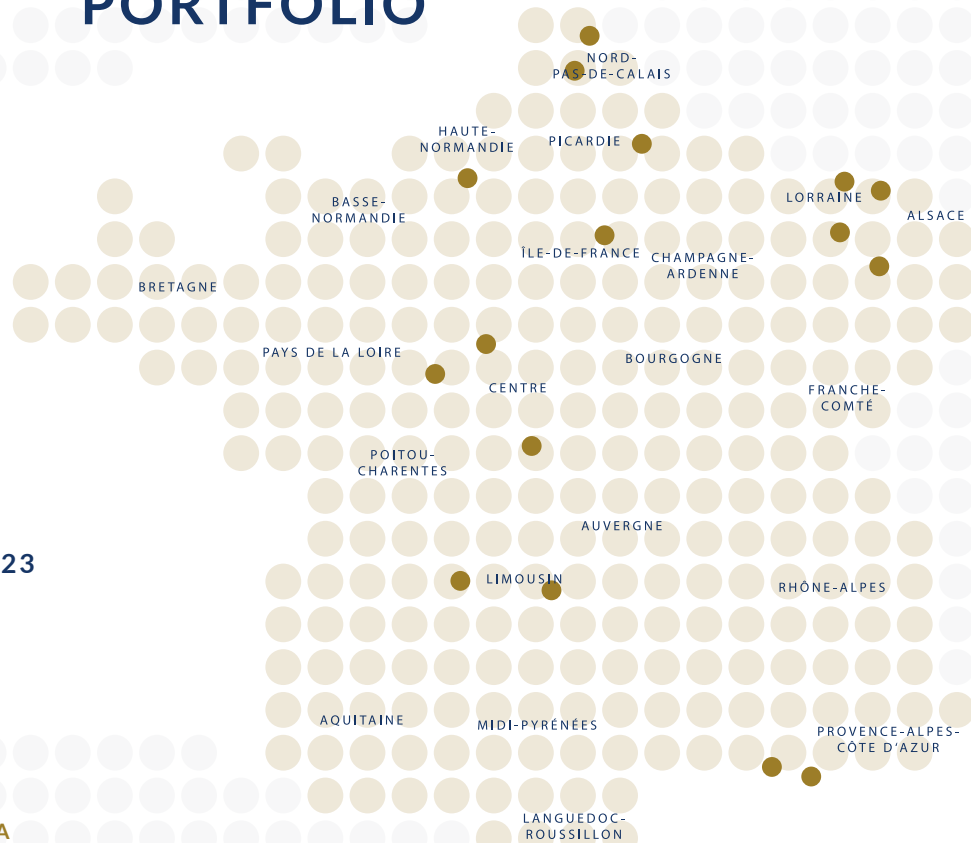 PORTFOLIO
NORD-
PAS-DE-CALAIS
HAUTE-
NORMANDIE
PICARDIE
BASSE-
NORMANDIE
LORRAINE
ALSACE
ÎLE-DE-FRANCE
CHAMPAGNE-
ARDENNE
BRETAGNE
PAYS DE LA LOIRE
BOURGOGNE
CENTRE
FRANCHE-
COMTÉ
POITOU-
CHARENTES
AUVERGNE
23
LIMOUSIN
RHÔNE-ALPES
AQUITAINE
MIDI-PYRÉNÉES
PROVENCE-ALPES-
CÔTE D'AZUR
LANGUEDOC-
ROUSSILLON
A